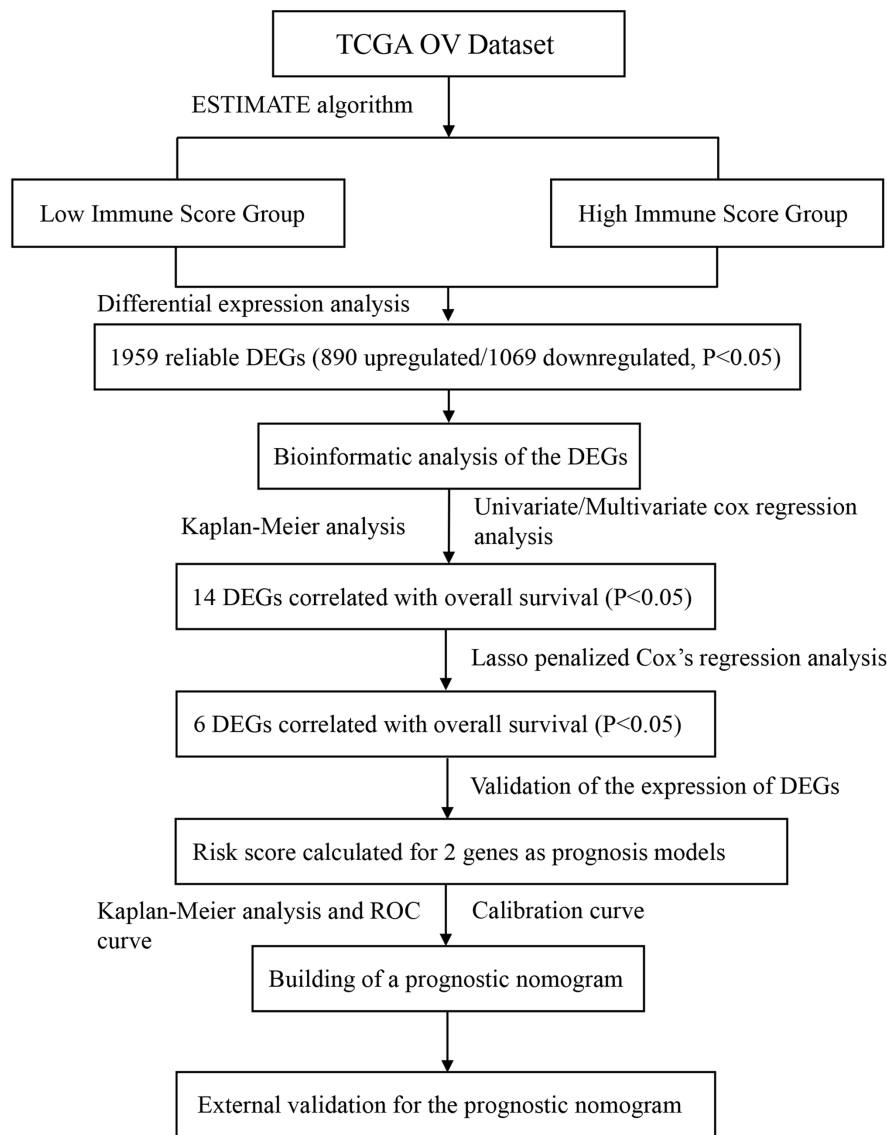 TCGA OV Dataset
ESTIMATE algorithm
Low Immune Score Group
High Immune Score Group
Differential expression analysis
1959 reliable DEGs (890 upregulated/1069 downregulated, P<0.05)
Bioinformatic analysis of the DEGs
Kaplan-Meier analysis
Univariate/Multivariate cox regression
analysis
14 DEGs correlated with overall survival (P<0.05)
Lasso penalized Cox’s regression analysis
6 DEGs correlated with overall survival (P<0.05)
Validation of the expression of DEGs
Risk score calculated for 2 genes as prognosis models
Kaplan-Meier analysis and ROC
curve
Calibration curve
Building of a prognostic nomogram
External validation for the prognostic nomogram